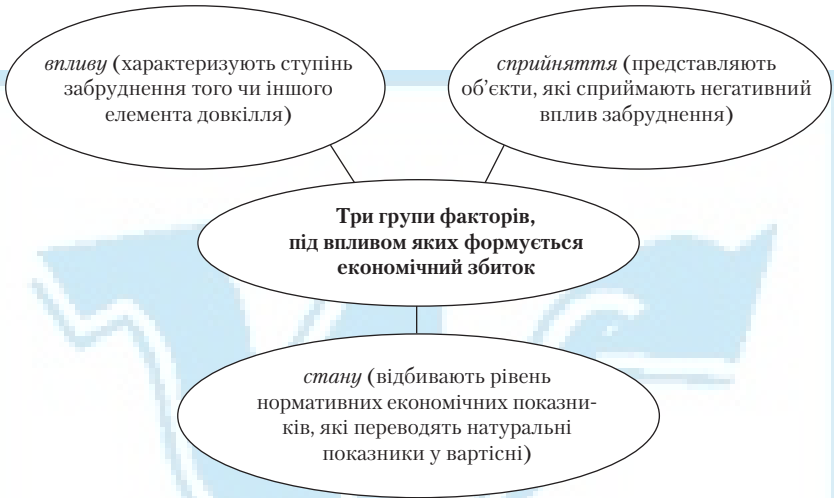 впливу (характеризують ступінь
забруднення того чи іншого
елемента довкілля)
сприйняття (представляють
об’єкти, які сприймають негативний
вплив забруднення)
Три групи факторів,
під впливом яких формується
економічний збиток
стану (відбивають рівень
нормативних економічних показни-
ків, які переводять натуральні
показники у вартісні)